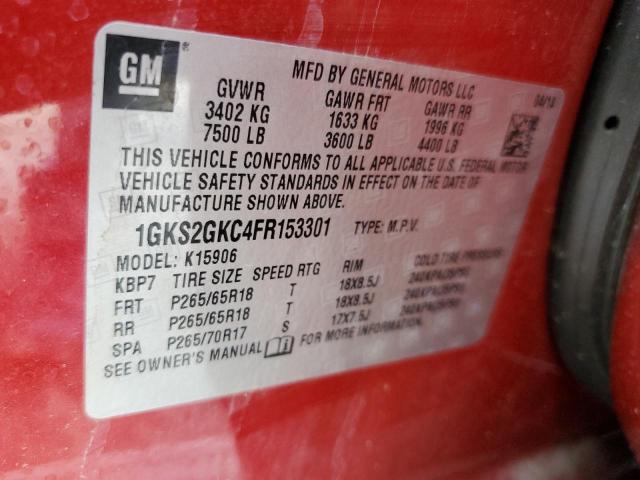 GM
MFD BY GENERAL MOTORS LLC
GVWR GAWR FRT GAWR RR
3402 KG 1633 KG 1996 KG
7500 LB 3600 LB 4400 LB
THIS VEHICLE CONFORMS TO ALL APPLICABLE U.S. FEDERAL MOTOR
VEHICLE SAFETY STANDARDS IN EFFECT ON THE DATE OF
MANUFACTURE SHOWN ABOVE.
1GKS2GKC4FR153301 TYPE: M.P.V.
MODEL: K15906
KBP7 TIRE SIZE SPEED RTG RIM COLD TIRE PRESSURE
FRT P265/65R18 T 18X8.5J
RR P265/65R18 T 18X8.5J
SPA P265/70R17 S 17X7.5J
SEE OWNER'S MANUAL FOR MORE INFORMATION.